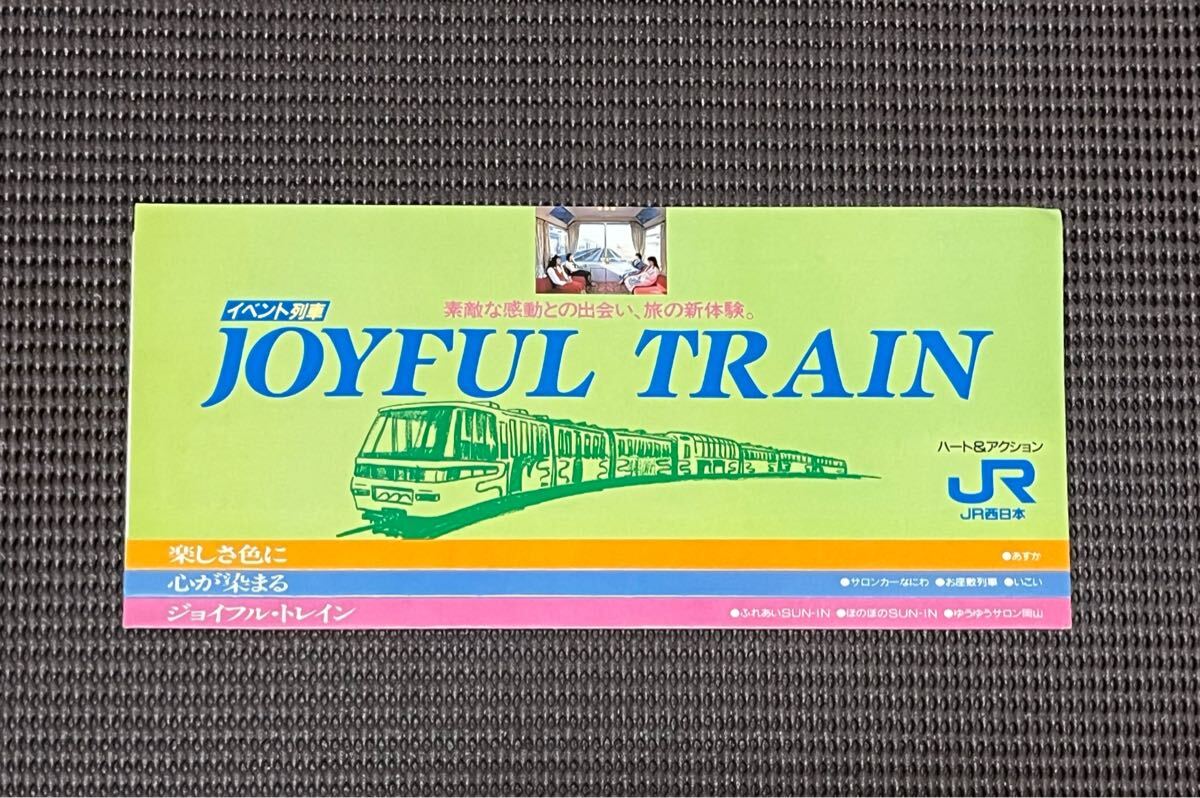 素敵な感動との出会い、旅の新体験。
イベント列車
JOYFUL TRAIN
ハート&アクション
JR
JR西日本
楽しさ色に
●あすか
心が染まる
●サロンカーなにわ ●お座敷列車 ●いこい
ジョイフル・トレイン
●ふれあいSUN-IN ●ほのぼのSUN-IN ●ゆうゆうサロン岡山